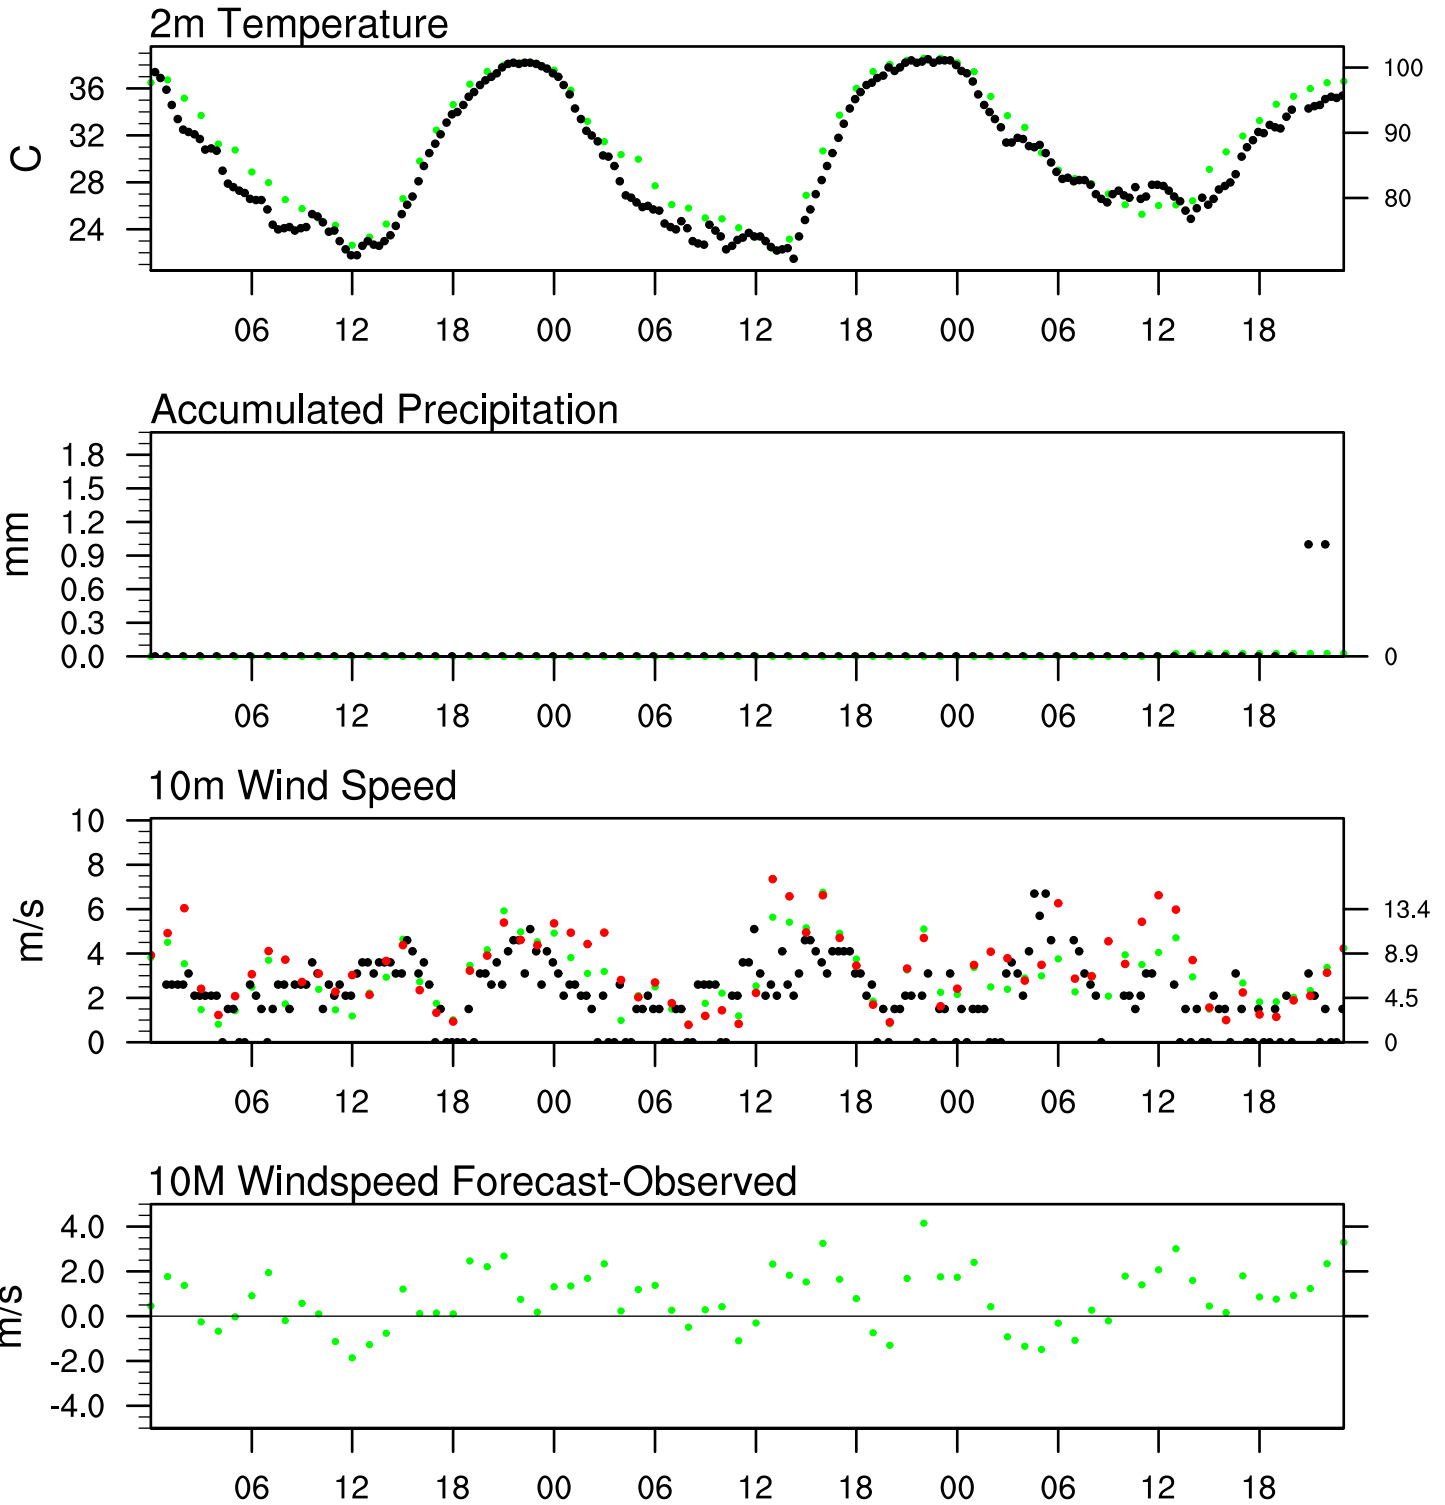 2m Temperature
C
36
32
28
24
100
90
80
06 12 18 00 06 12 18 00 06 12 18
Accumulated Precipitation
mm
1.8
1.5
1.2
0.9
0.6
0.3
0.0
0
06 12 18 00 06 12 18 00 06 12 18
10m Wind Speed
m/s
10
8
6
4
2
0
13.4
8.9
4.5
0
06 12 18 00 06 12 18 00 06 12 18
10M Windspeed Forecast-Observed
m/s
4.0
2.0
0.0
-2.0
-4.0
06 12 18 00 06 12 18 00 06 12 18